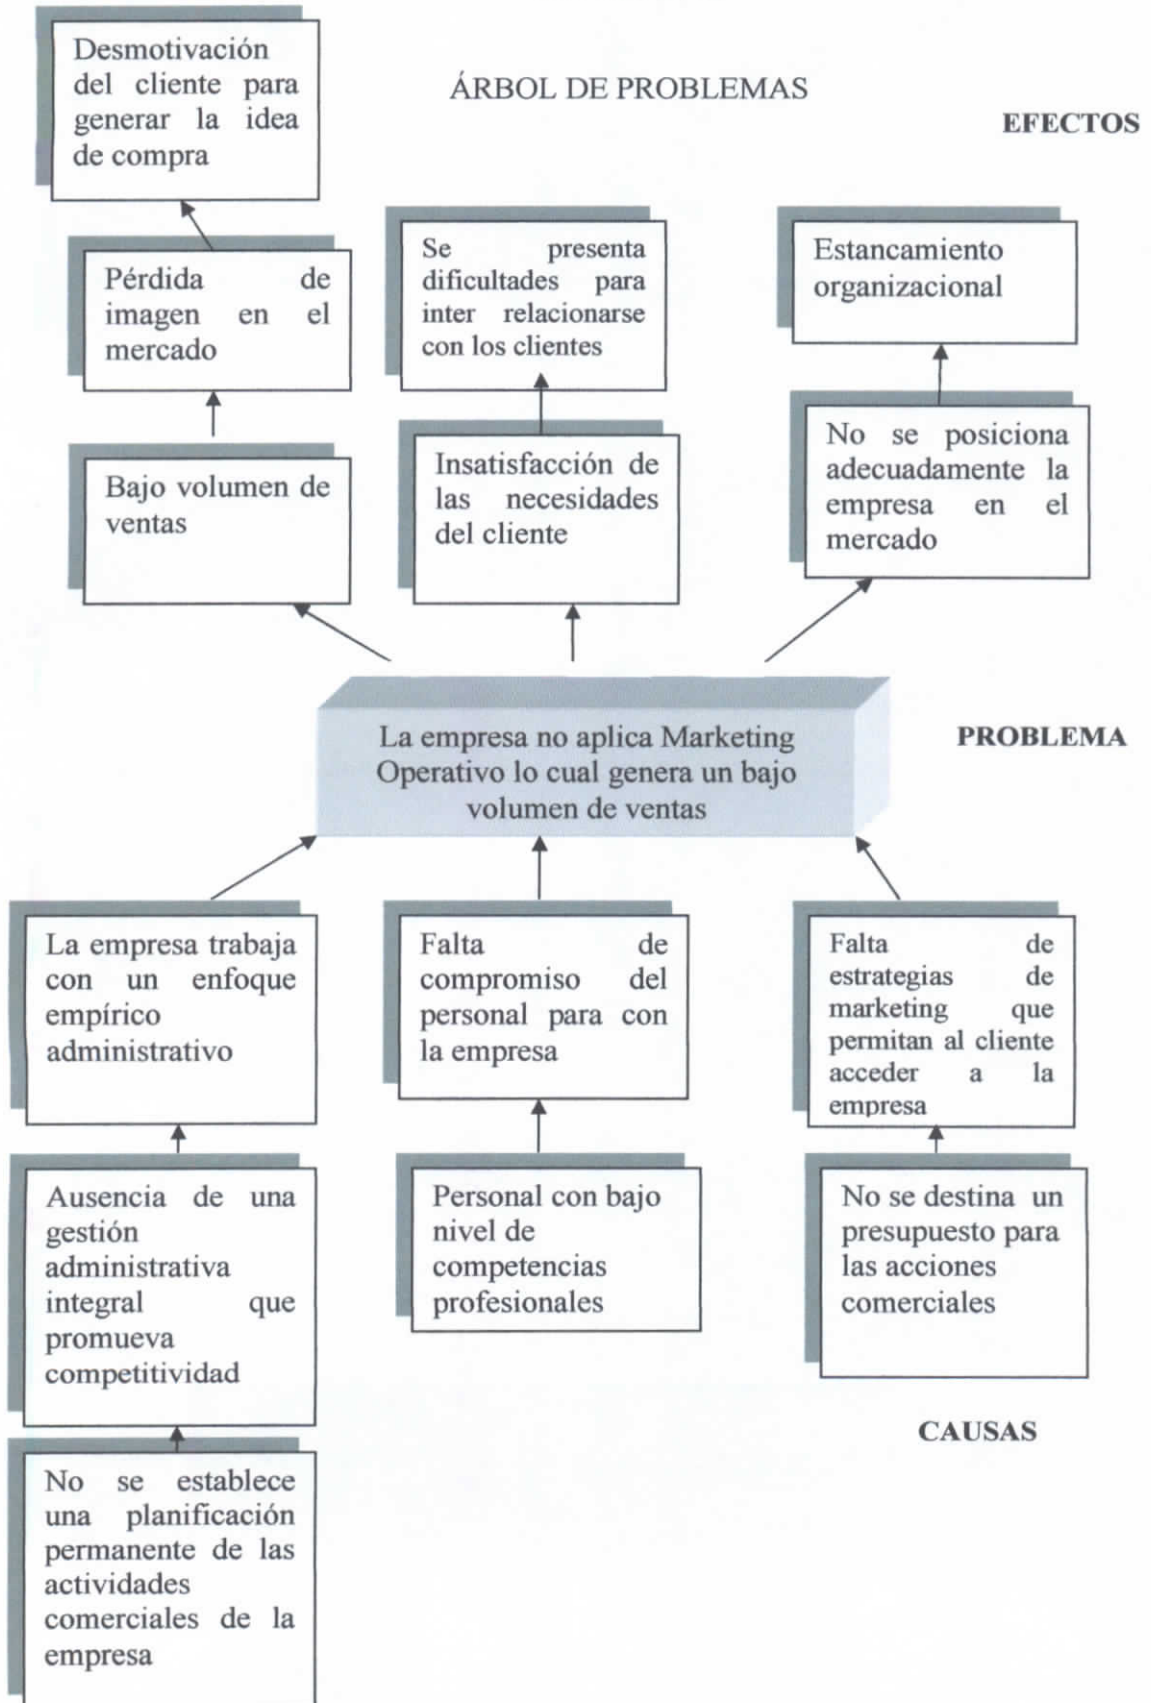 ÁRBOL DE PROBLEMAS
EFECTOS
Desmotivación
del cliente para
generar la idea
de compra
Pérdida de
imagen en el
mercado
Se presenta
dificultades para
inter relacionarse
con los clientes
Estancamiento
organizacional
Bajo volumen de
ventas
Insatisfacción de
las necesidades
del cliente
No se posiciona
adecuadamente la
empresa en el
mercado
La empresa no aplica Marketing
Operativo lo cual genera un bajo
volumen de ventas
PROBLEMA
La empresa trabaja
con un enfoque
empírico
administrativo
Falta de
compromiso del
personal para con
la empresa
Falta de
estrategias de
marketing que
permitan al cliente
acceder a la
empresa
Ausencia de una
gestión
administrativa
integral que
promueva
competitividad
Personal con bajo
nivel de
competencias
profesionales
No se destina un
presupuesto para
las acciones
comerciales
CAUSAS
No se establece
una planificación
permanente de las
actividades
comerciales de la
empresa